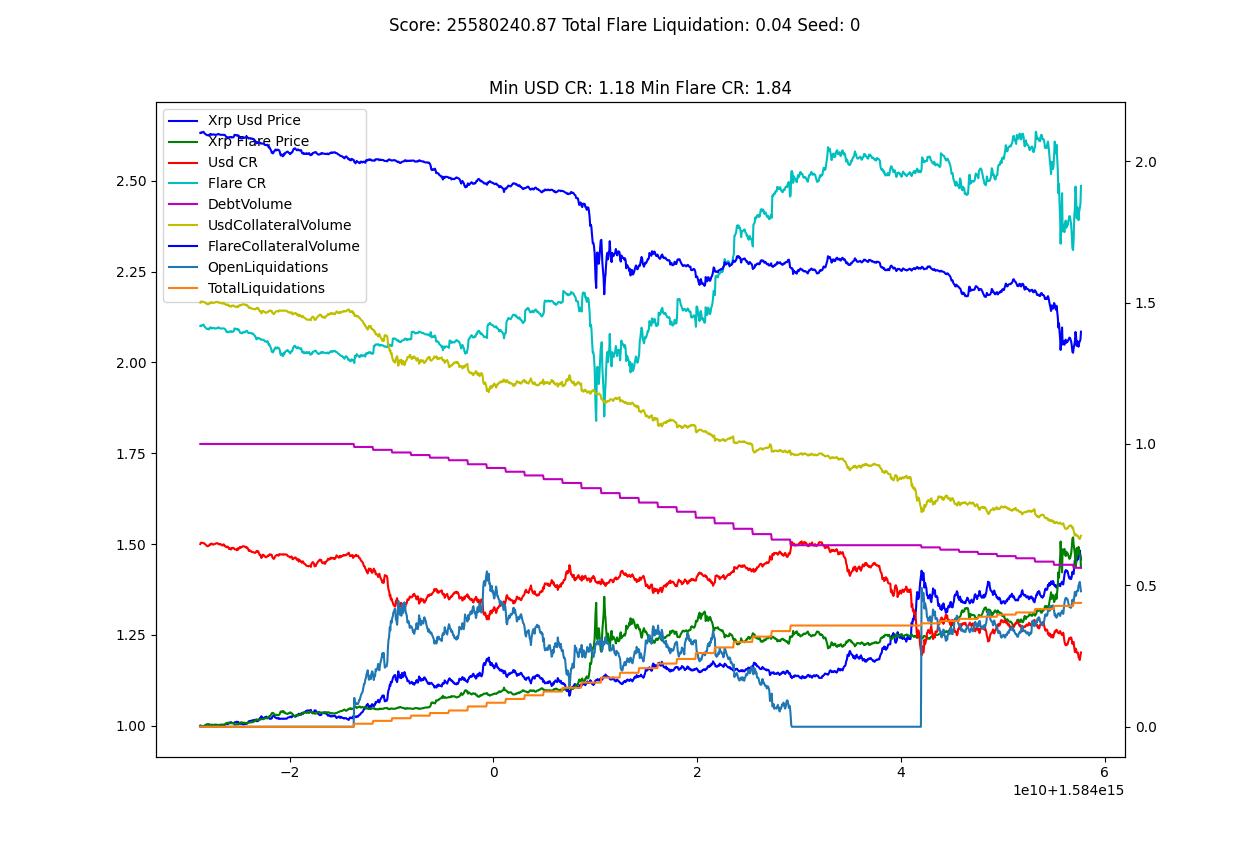 Score: 25580240.87 Total Flare Liquidation: 0.04 Seed: 0
Min USD CR: 1.18 Min Flare CR: 1.84
Xrp Usd Price
Xrp Flare Price
Usd CR
Flare CR
DebtVolume
UsdCollateralVolume
FlareCollateralVolume
OpenLiquidations
TotalLiquidations
2.50
2.25
2.00
1.75
1.50
1.25
1.00
2.0
1.5
1.0
0.5
0.0
−2 0 2 4 6
1e10+1.584e15